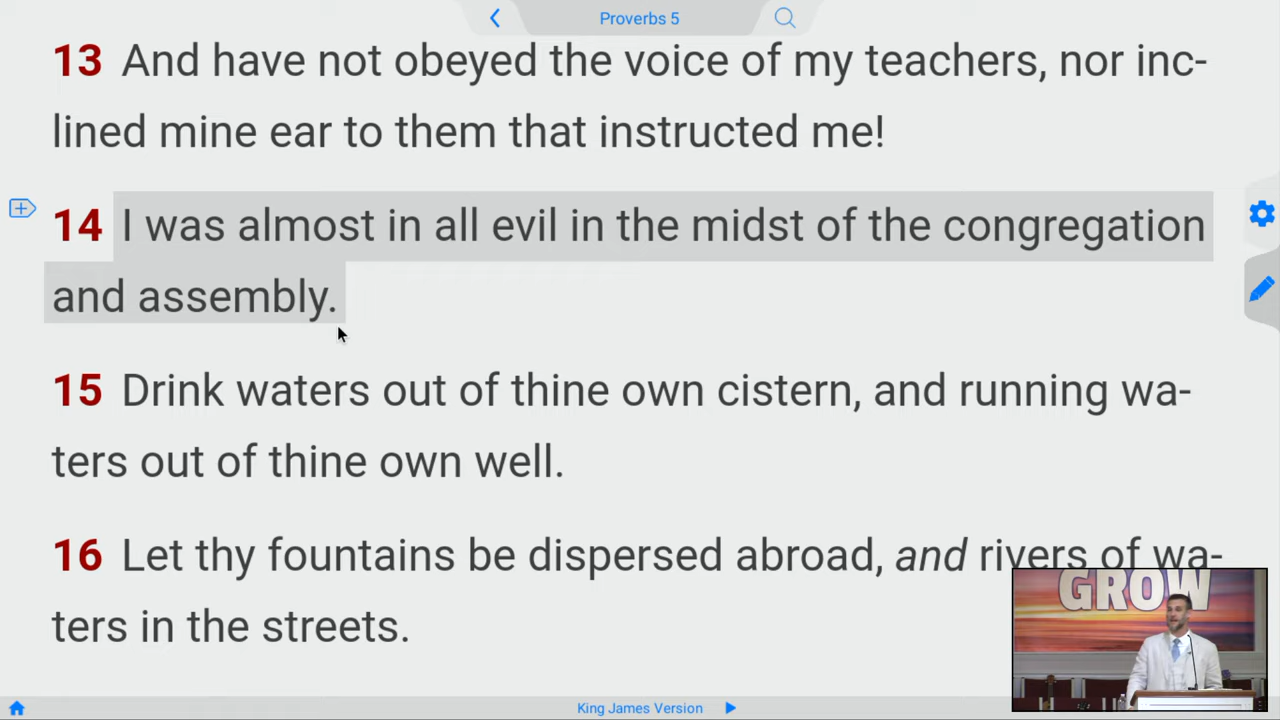 Proverbs 5
13 And have not obeyed the voice of my teachers, nor inc-
lined mine ear to them that instructed me!
14 I was almost in all evil in the midst of the congregation
and assembly.
15 Drink waters out of thine own cistern, and running wa-
ters out of thine own well.
16 Let thy fountains be dispersed abroad, and rivers of wa-
ters in the streets.
GROW
King James Version